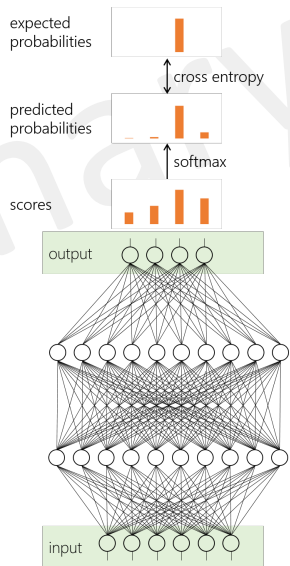 expected
probabilities
cross entropy
predicted
probabilities
softmax
scores
output
input